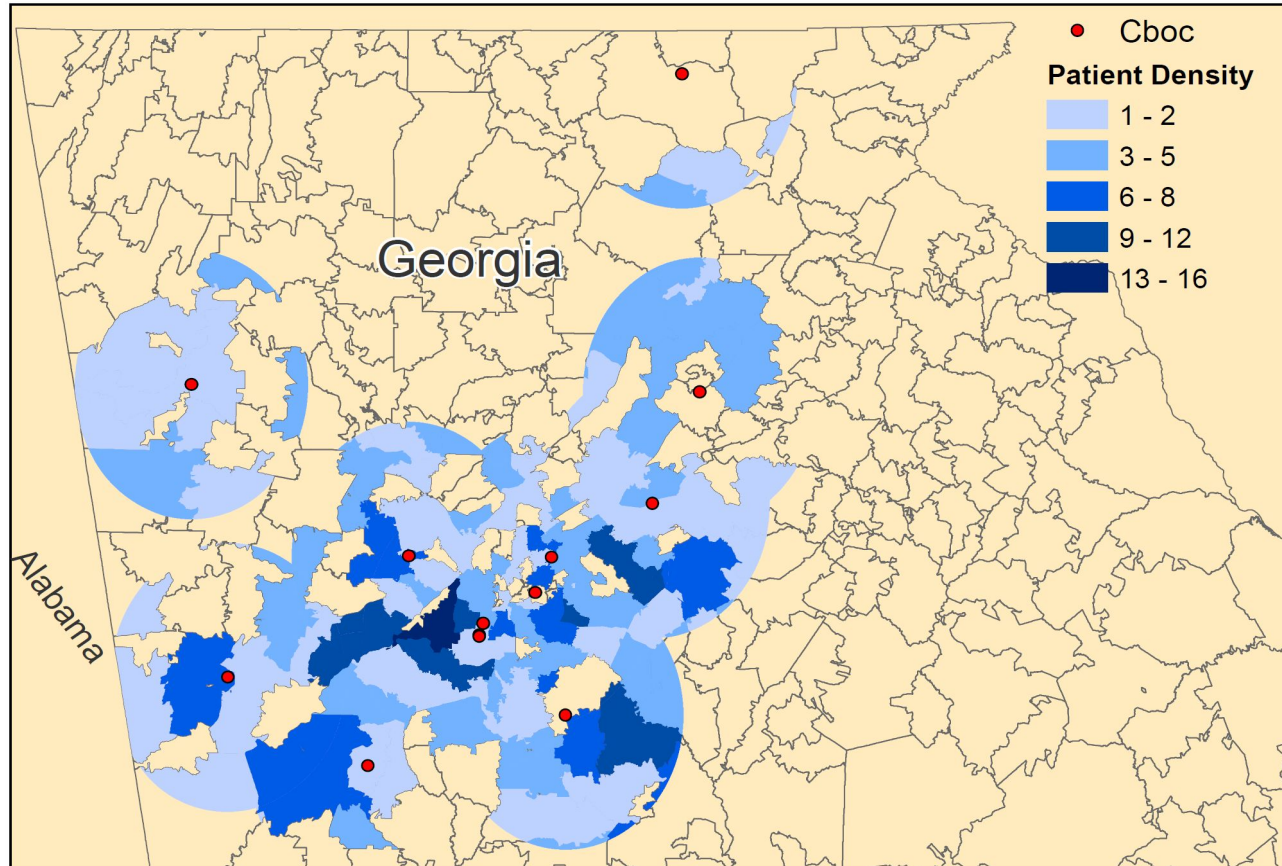 Cboc
Patient Density
1 - 2
3 - 5
6 - 8
9 - 12
13 - 16
Georgia
Alabama